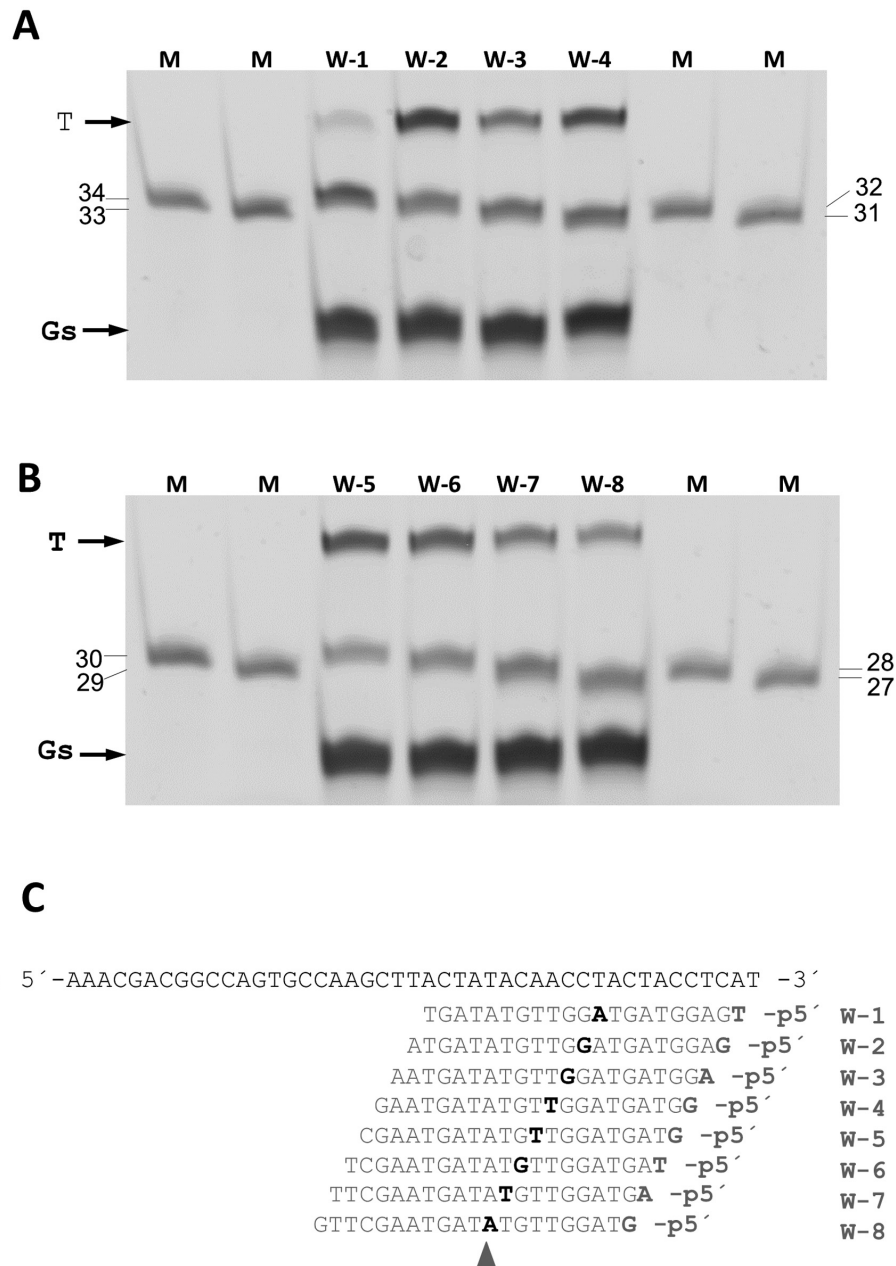 A
M M W-1 W-2 W-3 W-4 M M
T
34 32
33 31
Gs
B
M M W-5 W-6 W-7 W-8 M M
T
30 28
29 27
Gs
C
5´-AAACGACGGCCAGTGCCAAGCTTACTATACAACCTACTACCTCAT -3´
TGATATGTTGGATGATGGAGT -p5´ W-1
ATGATATGTTGGATGATGGAG -p5´ W-2
AATGATATGTTGGATGATGGA -p5´ W-3
GAATGATATGTTGGATGATGG -p5´ W-4
CGAATGATATGTTGGATGATG -p5´ W-5
TCGAATGATATGTTGGATGAT -p5´ W-6
TTCGAATGATATGTTGGATGA -p5´ W-7
GTTCGAATGATATGTTGGATG -p5´ W-8